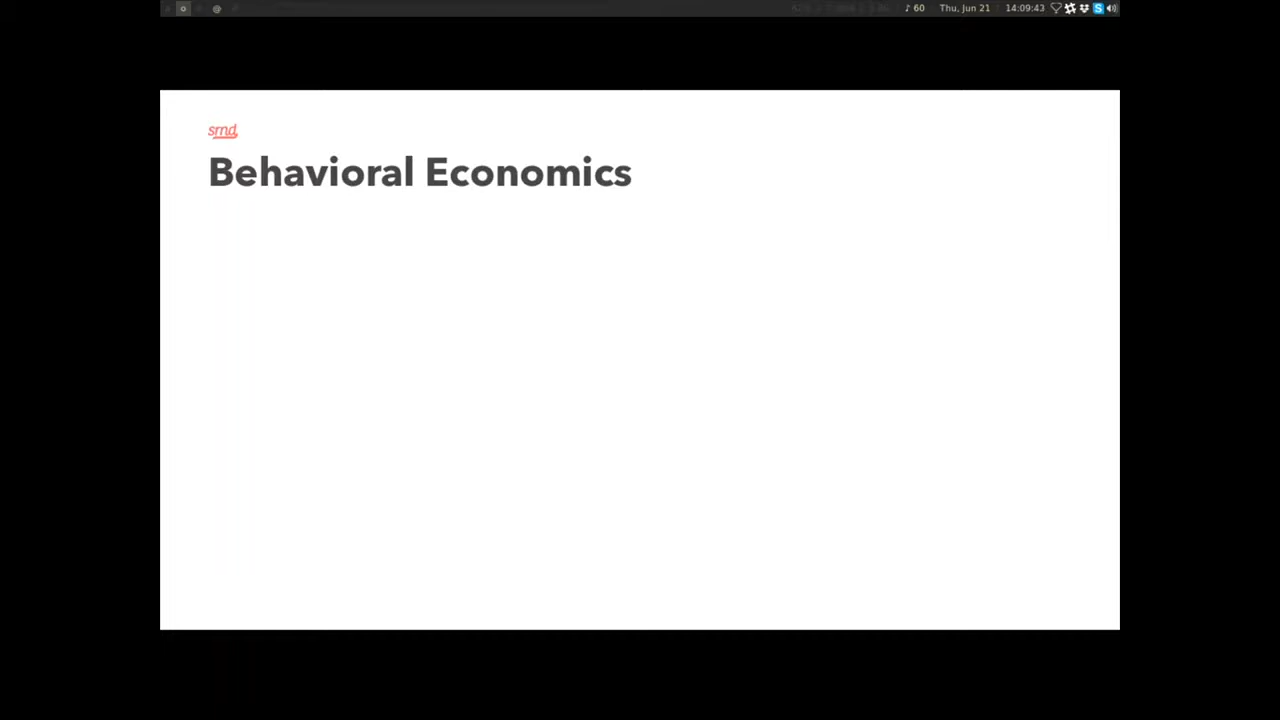 @
♪ 60
Thu, Jun 21
14:09:43
S
srnd
Behavioral Economics